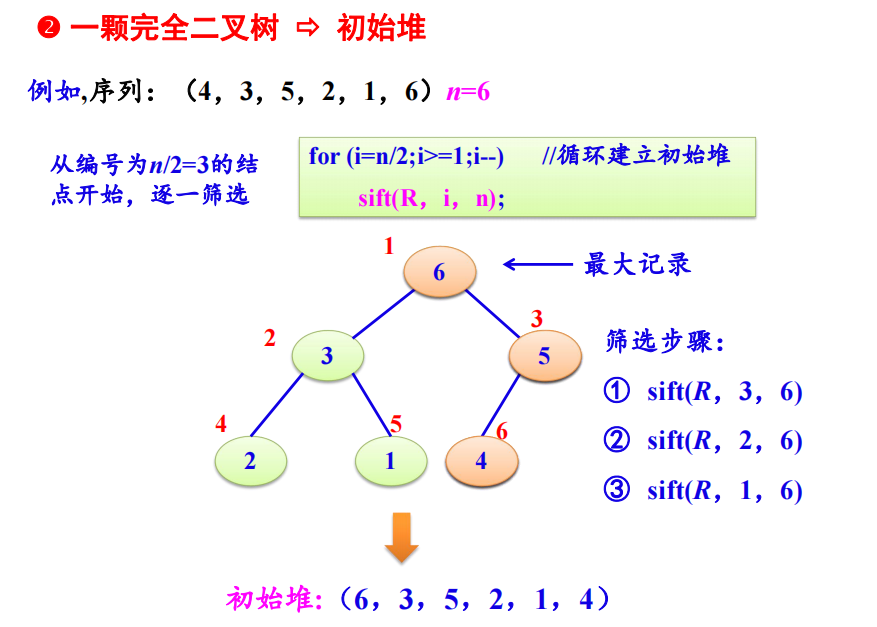 ❷ 一颗完全二叉树 ⇨ 初始堆
例如,序列：（4，3，5，2，1，6）n=6
从编号为n/2=3的结
点开始，逐一筛选
for (i=n/2;i>=1;i--) //循环建立初始堆
sift(R，i，n);
1
6
最大记录
2
3
3
5
筛选步骤：
① sift(R，3，6)
② sift(R，2，6)
③ sift(R，1，6)
4
2
5
1
6
4
初始堆:（6，3，5，2，1，4）